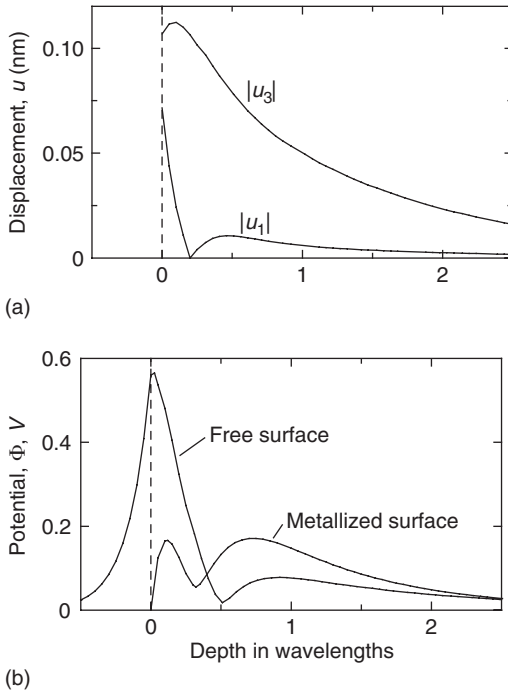 0.10
0.05
0
Displacement, u (nm)
|u₃|
|u₁|
0
1
2
(a)
0.6
0.4
0.2
0
Potential, Φ, V
Free surface
Metallized surface
0
1
2
Depth in wavelengths
(b)